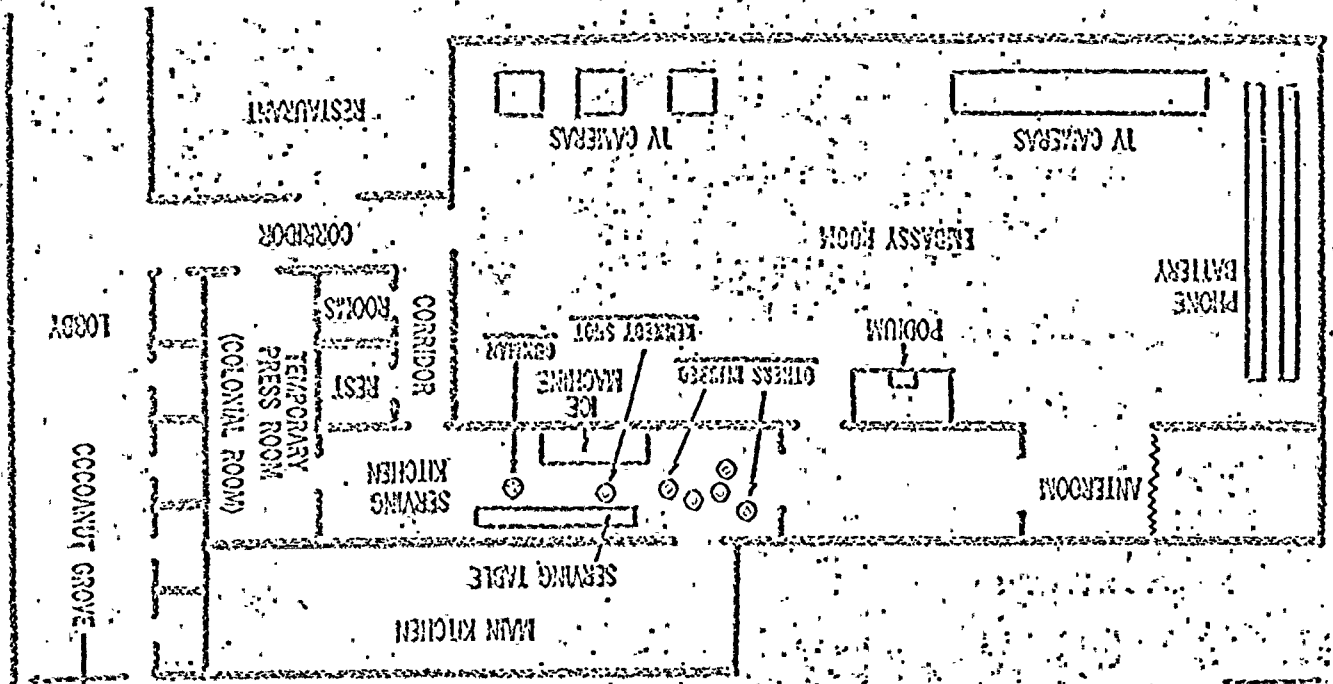 MAIN KITCHEN
SERVING TABLE
COCOANUT GROVE
ANTEROOM
SERVING
KITCHEN
TEMPORARY
PRESS ROOM
(COLONIAL ROOM)
ICE
MACHINE
OTHERS INJURED
KENNEDY SHOT
GUNMAN
PODIUM
REST
ROOMS
CORRIDOR
LOBBY
PHONE
BATTERY
EMBASSY ROOM
CORRIDOR
TV CAMERAS
TV CAMERAS
RESTAURANT